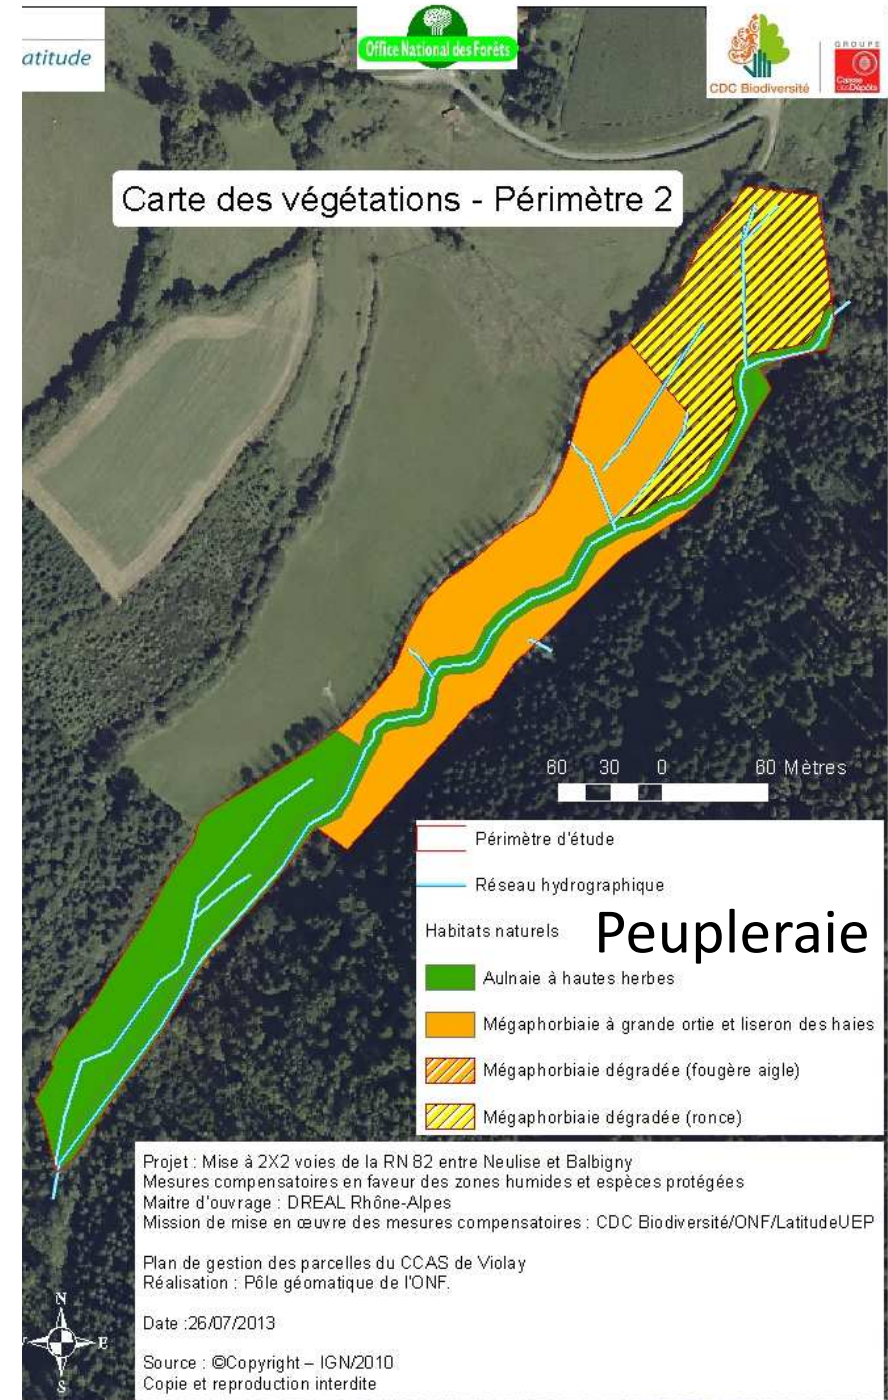 atitude
Office National des Forêts
CDC Biodiversité
GROUPE
Caisse
des Dépôts
Carte des végétations - Périmètre 2
60 30 0 60 Mètres
Périmètre d'étude
Réseau hydrographique
Habitats naturels
Peupleraie
Aulnaie à hautes herbes
Mégaphorbiaie à grande ortie et liseron des haies
Mégaphorbiaie dégradée (fougère aigle)
Mégaphorbiaie dégradée (ronce)
Projet : Mise à 2X2 voies de la RN 82 entre Neulise et Balbigny
Mesures compensatoires en faveur des zones humides et espèces protégées
Maitre d'ouvrage : DREAL Rhône-Alpes
Mission de mise en œuvre des mesures compensatoires : CDC Biodiversité/ONF/LatitudeUEP
Plan de gestion des parcelles du CCAS de Violay
Réalisation : Pôle géomatique de l'ONF.
Date :26/07/2013
Source : ©Copyright – IGN/2010
Copie et reproduction interdite
N
E
S